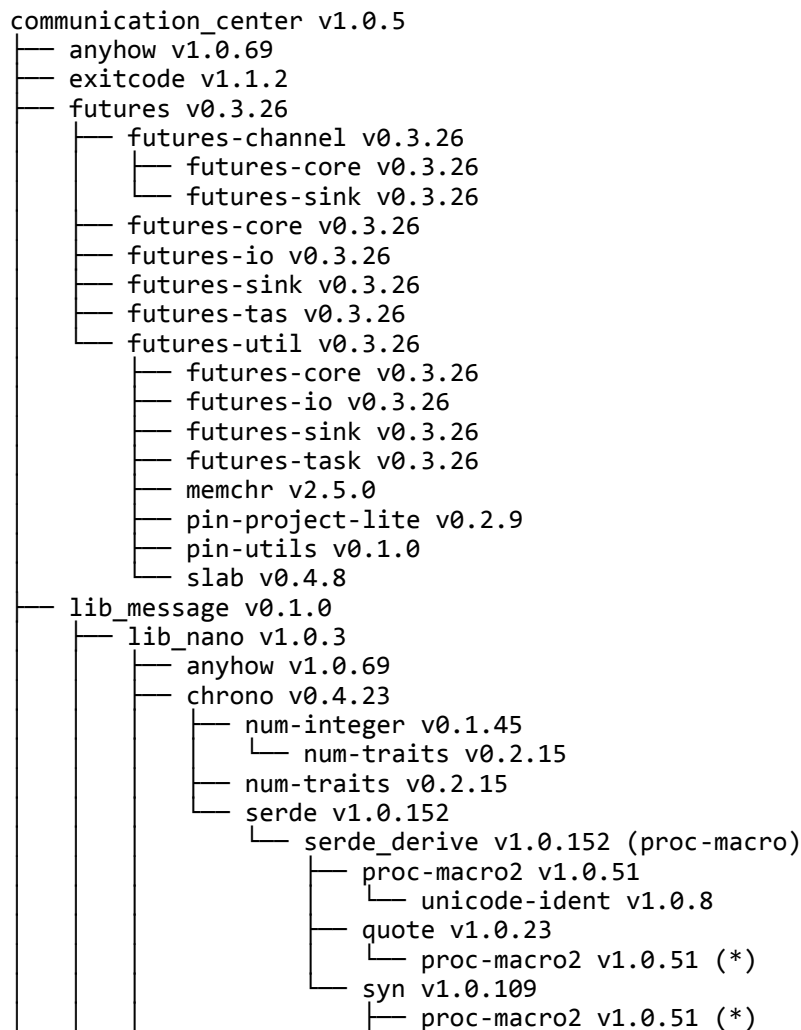 communication_center v1.0.5
├── anyhow v1.0.69
├── exitcode v1.1.2
├── futures v0.3.26
│   ├── futures-channel v0.3.26
│   │   ├── futures-core v0.3.26
│   │   └── futures-sink v0.3.26
│   ├── futures-core v0.3.26
│   ├── futures-io v0.3.26
│   ├── futures-sink v0.3.26
│   ├── futures-tas v0.3.26
│   └── futures-util v0.3.26
│       ├── futures-core v0.3.26
│       ├── futures-io v0.3.26
│       ├── futures-sink v0.3.26
│       ├── futures-task v0.3.26
│       ├── memchr v2.5.0
│       ├── pin-project-lite v0.2.9
│       ├── pin-utils v0.1.0
│       └── slab v0.4.8
├── lib_message v0.1.0
│   ├── lib_nano v1.0.3
│   │   ├── anyhow v1.0.69
│   │   ├── chrono v0.4.23
│   │   │   ├── num-integer v0.1.45
│   │   │   │   └── num-traits v0.2.15
│   │   │   ├── num-traits v0.2.15
│   │   │   └── serde v1.0.152
│   │   │       └── serde_derive v1.0.152 (proc-macro)
│   │   │           ├── proc-macro2 v1.0.51
│   │   │           │   └── unicode-ident v1.0.8
│   │   │           ├── quote v1.0.23
│   │   │           │   └── proc-macro2 v1.0.51 (*)
│   │   │           └── syn v1.0.109
│   │   │               ├── proc-macro2 v1.0.51 (*)